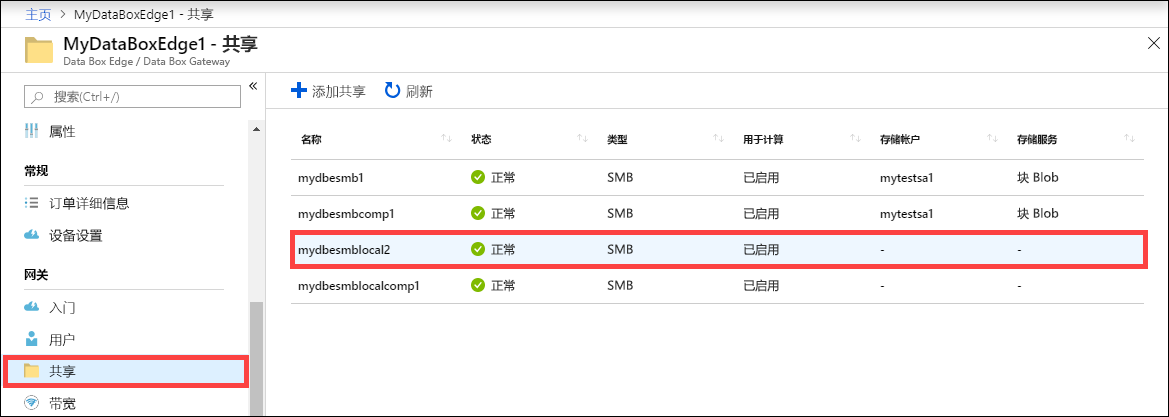 主页 > MyDataBoxEdge1 - 共享
MyDataBoxEdge1 - 共享
Data Box Edge / Data Box Gateway
搜索(Ctrl+/)
属性
常规
订单详细信息
设备设置
网关
入门
用户
共享
带宽
添加共享 刷新
名称 状态 类型 用于计算 存储帐户 存储服务
mydbesmb1 正常 SMB 已启用 mytestsa1 块 Blob
mydbesmbcomp1 正常 SMB 已启用 mytestsa1 块 Blob
mydbesmblocal2 正常 SMB 已启用 - -
mydbesmblocalcomp1 正常 SMB 已启用 - -